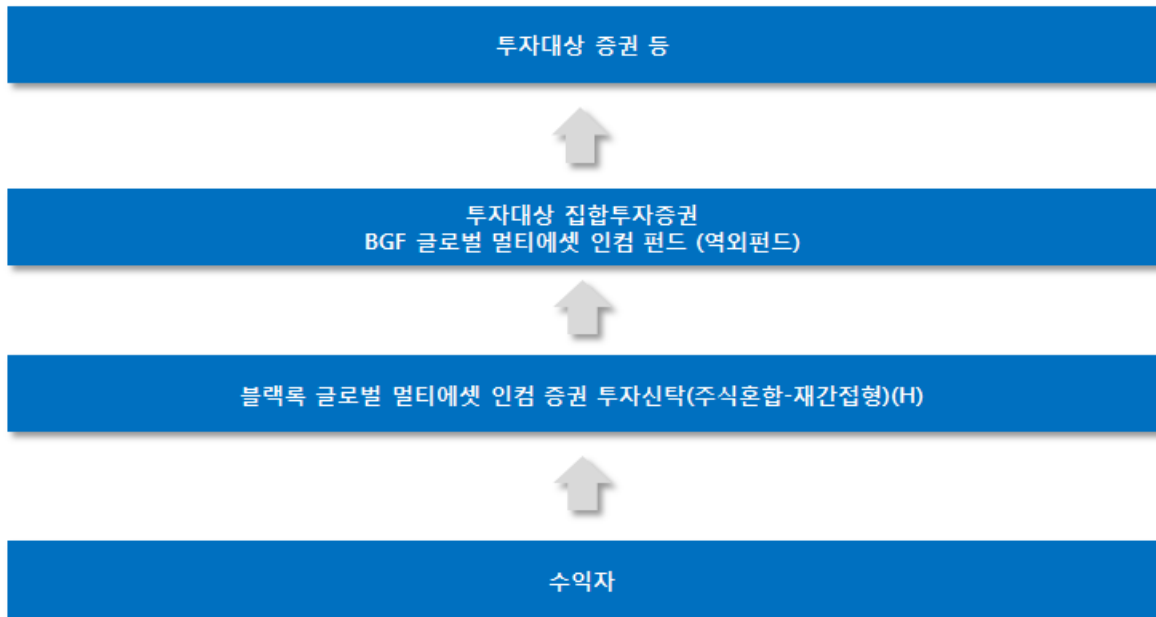 투자대상 증권 등
투자대상 집합투자증권
BGF 글로벌 멀티에셋 인컴 펀드 (역외펀드)
블랙록 글로벌 멀티에셋 인컴 증권 투자신탁(주식혼합-재간접형)(H)
수익자